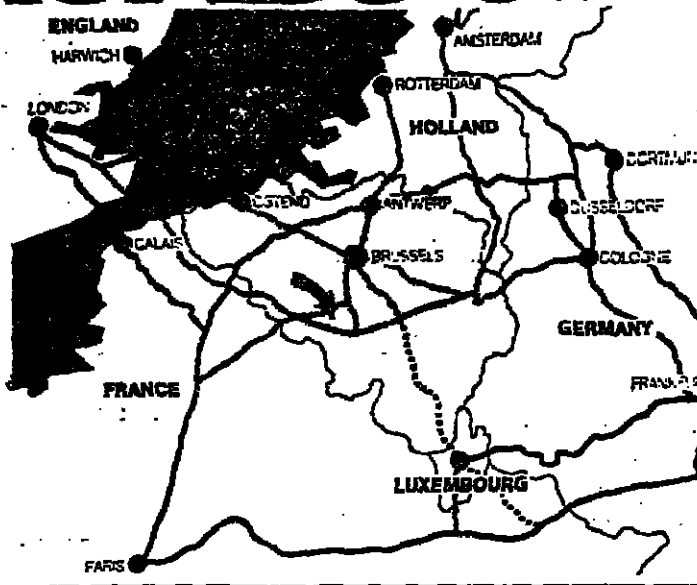 ENGLAND
HARWICH
AMSTERDAM
ROTTERDAM
LONDON
HOLLAND
OSTEND
ANTWERP
DUSSELDORF
CALAIS
BRUSSELS
COLOGNE
GERMANY
FRANCE
LUXEMBOURG
PARIS